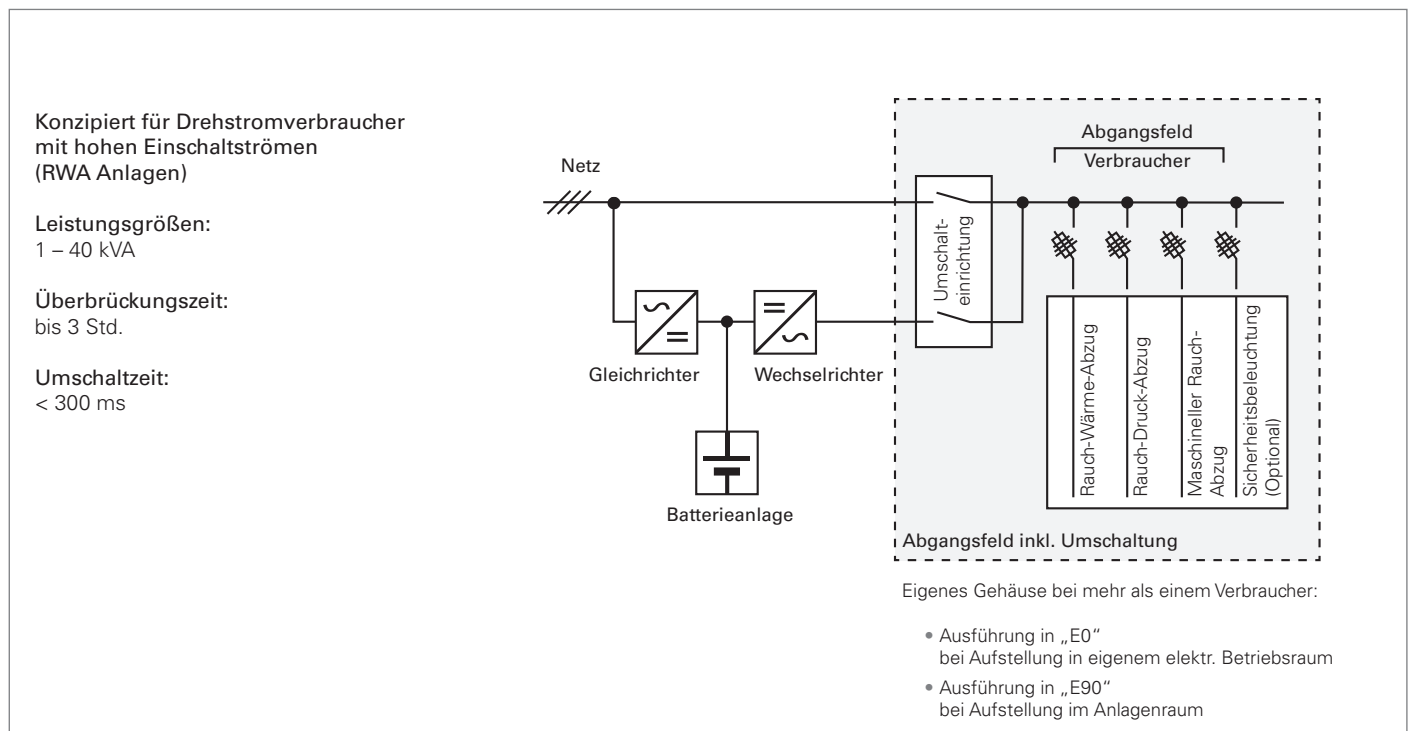 Konzipiert für Drehstromverbraucher
mit hohen Einschaltströmen
(RWA Anlagen)
Leistungsgrößen:
1 – 40 kVA
Überbrückungszeit:
bis 3 Std.
Umschaltzeit:
< 300 ms
Netz
Gleichrichter
Wechselrichter
Batterieanlage
Umschalt-
einrichtung
Abgangsfeld
Verbraucher
Rauch-Wärme-Abzug
Rauch-Druck-Abzug
Maschineller Rauch-
Abzug
Sicherheitsbeleuchtung
(Optional)
Abgangsfeld inkl. Umschaltung
Eigenes Gehäuse bei mehr als einem Verbraucher:
• Ausführung in „E0“
bei Aufstellung in eigenem elektr. Betriebsraum
• Ausführung in „E90“
bei Aufstellung im Anlagenraum